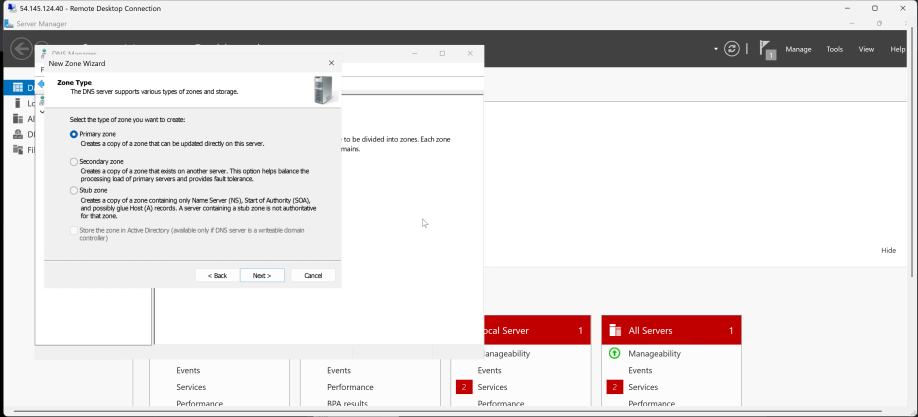 54.145.124.40 - Remote Desktop Connection
Server Manager
DNS Manager
Manage
Tools
View
Help
1
New Zone Wizard
Zone Type
The DNS server supports various types of zones and storage.
Select the type of zone you want to create:
Primary zone
Creates a copy of a zone that can be updated directly on this server.
Secondary zone
Creates a copy of a zone that exists on another server. This option helps balance the
processing load of primary servers and provides fault tolerance.
Stub zone
Creates a copy of a zone containing only Name Server (NS), Start of Authority (SOA),
and possibly glue Host (A) records. A server containing a stub zone is not authoritative
for that zone.
Store the zone in Active Directory (available only if DNS server is a writeable domain
controller)
< Back
Next >
Cancel
to be divided into zones. Each zone
mains.
Hide
ocal Server 1
All Servers 1
anageability
Manageability
Events
Events
Events
Events
Services
Performance
2 Services
2 Services
Performance
BPA results
Performance
Performance